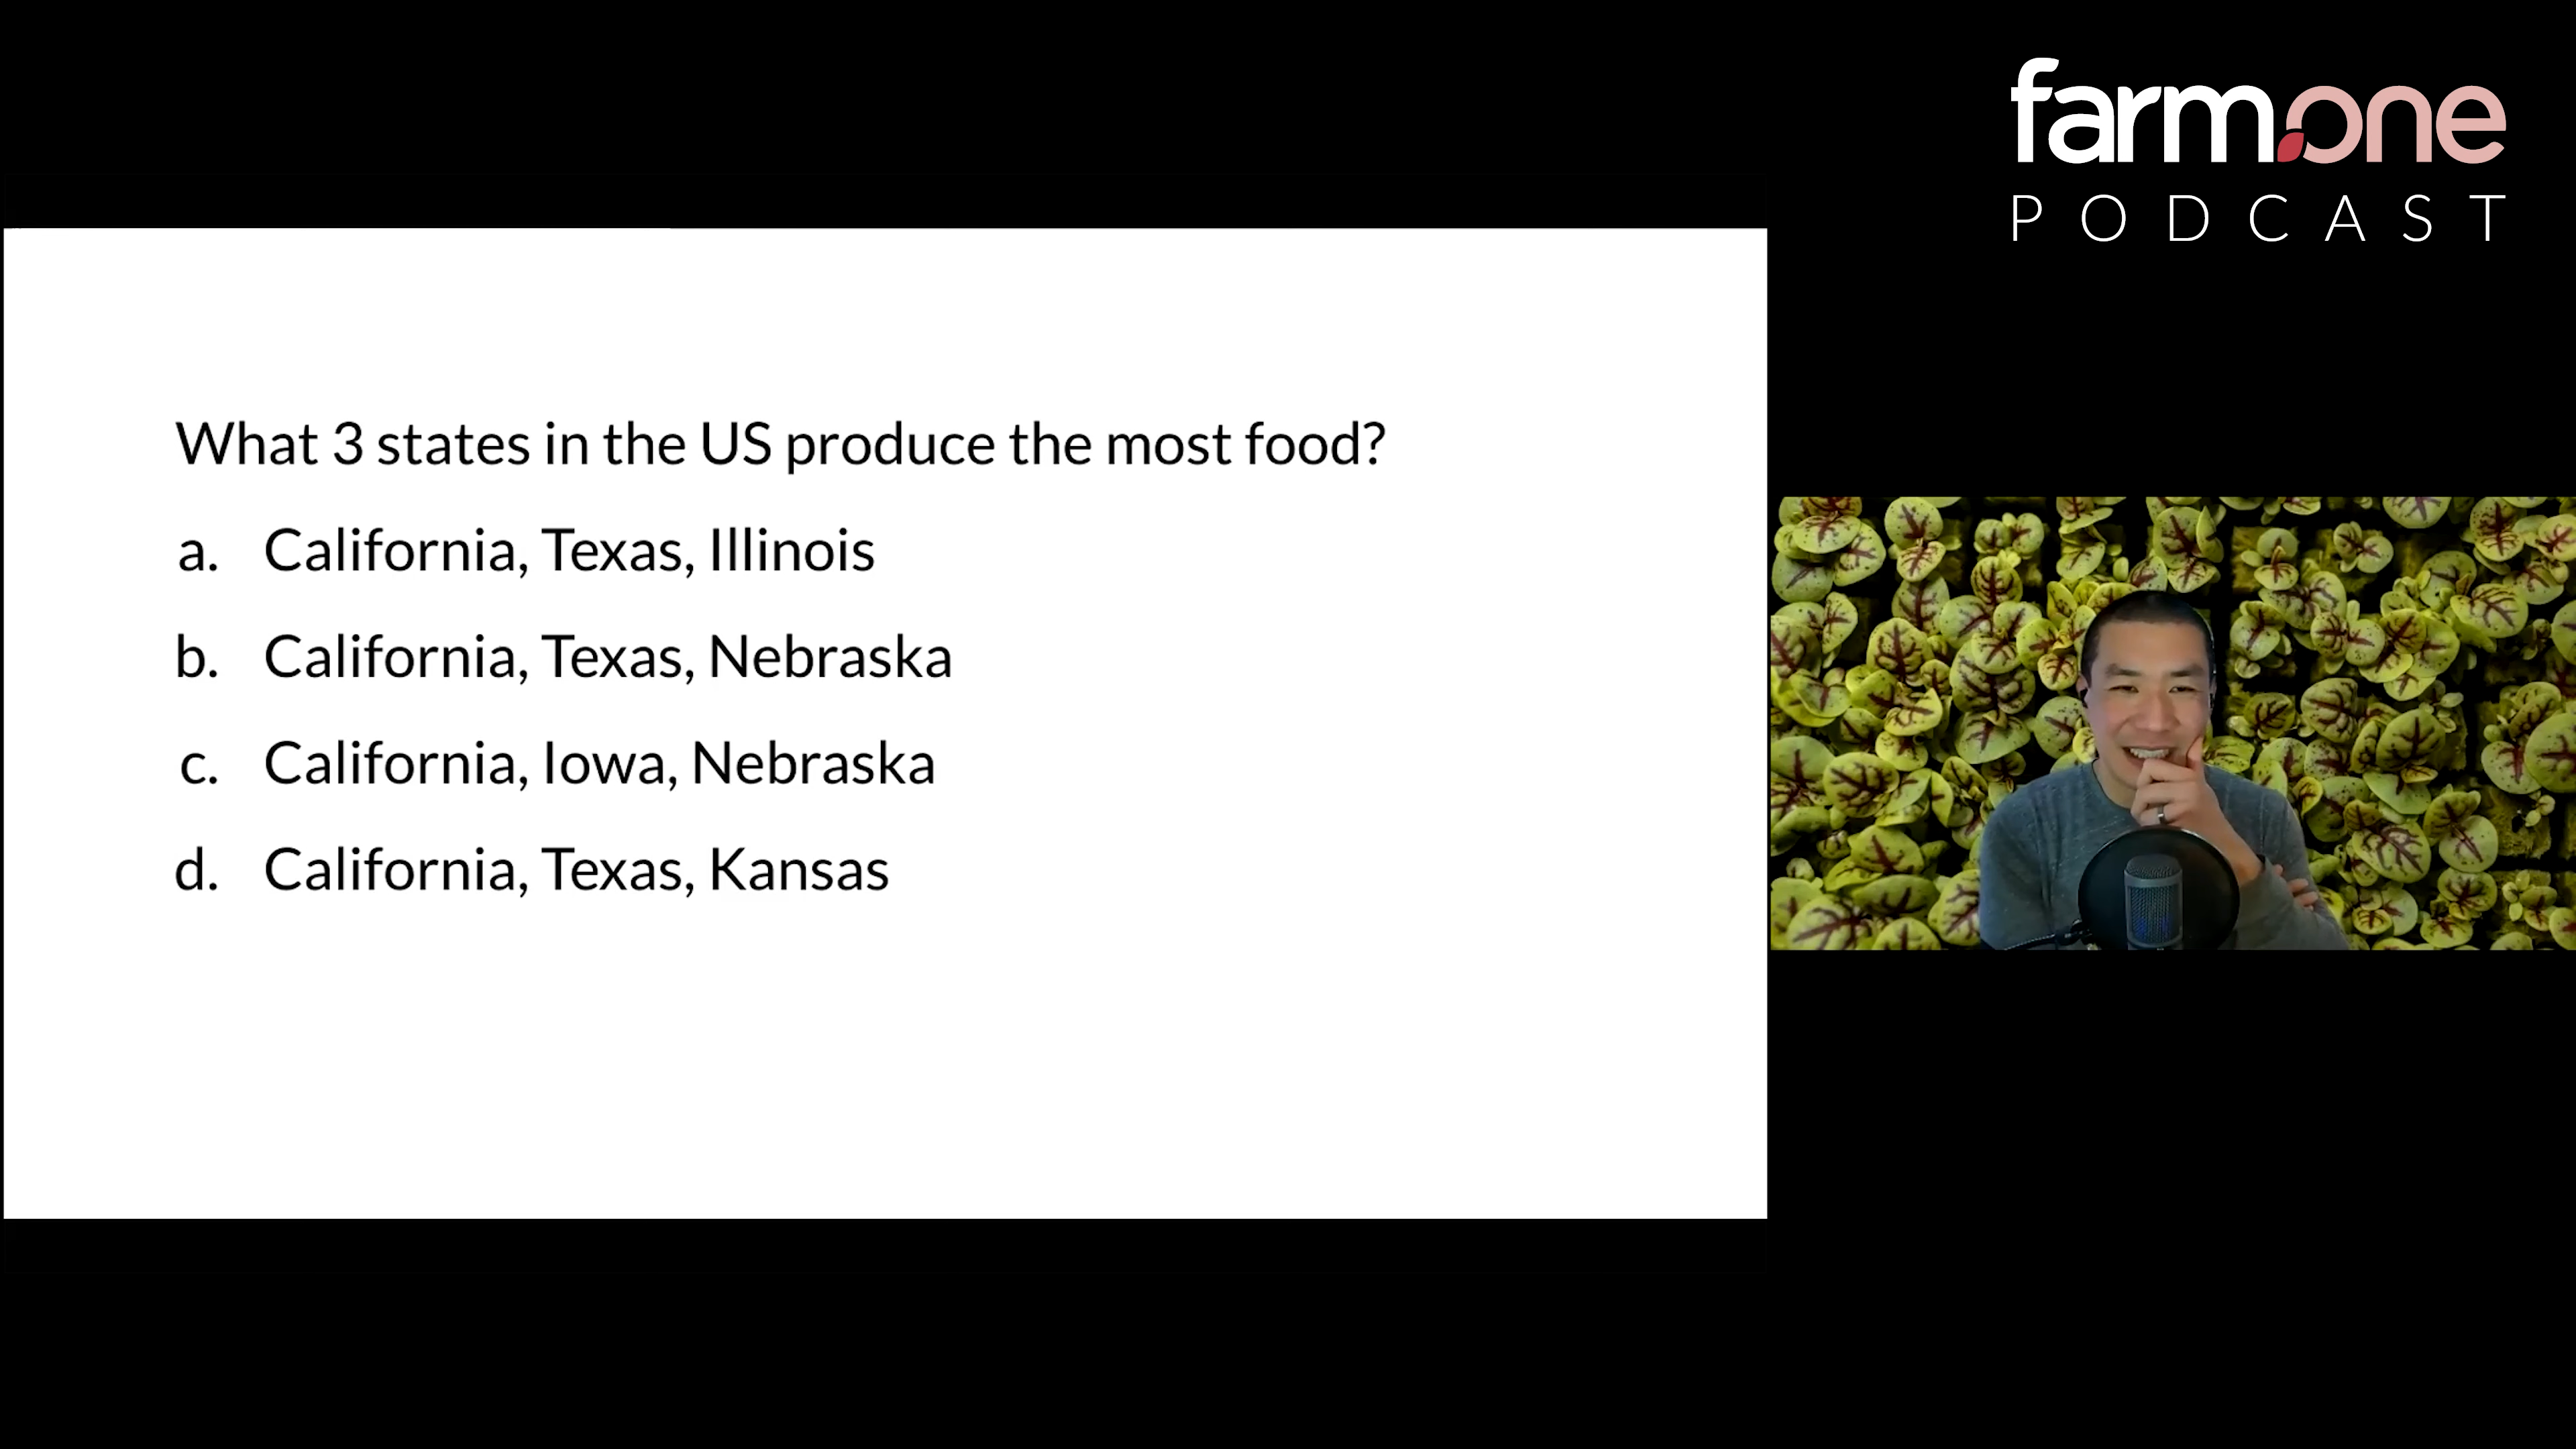 farm.one
PODCAST
What 3 states in the US produce the most food?
a. California, Texas, Illinois
b. California, Texas, Nebraska
c. California, Iowa, Nebraska
d. California, Texas, Kansas